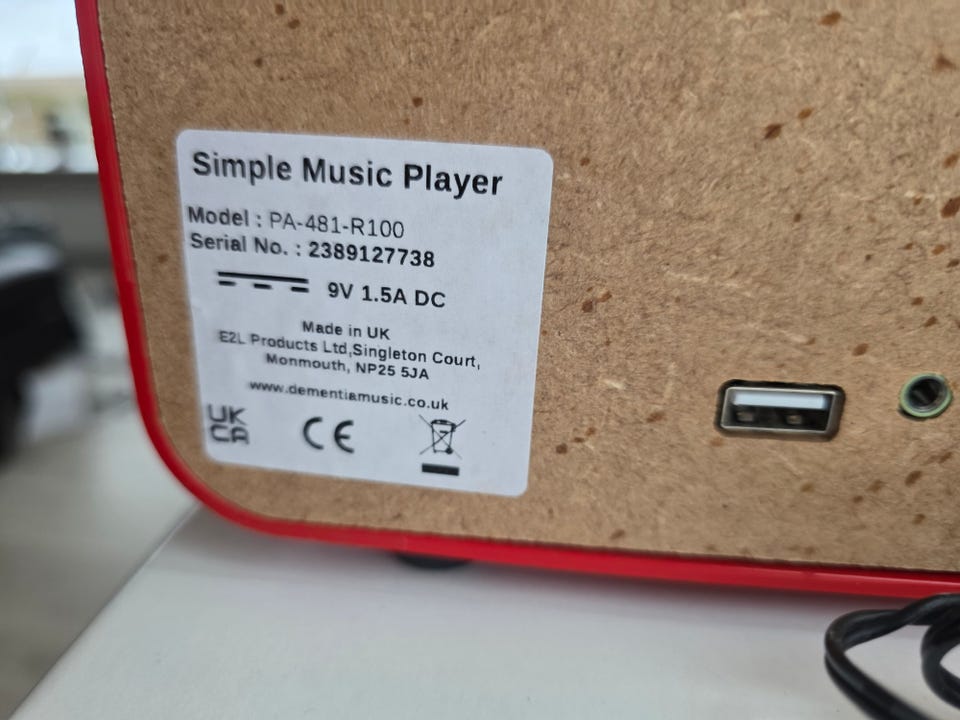 Simple Music Player
Model : PA-481-R100
Serial No. : 2389127738
9V 1.5A DC
Made in UK
E2L Products Ltd,Singleton Court,
Monmouth, NP25 5JA
www.dementiamusic.co.uk
UK
CA
CE